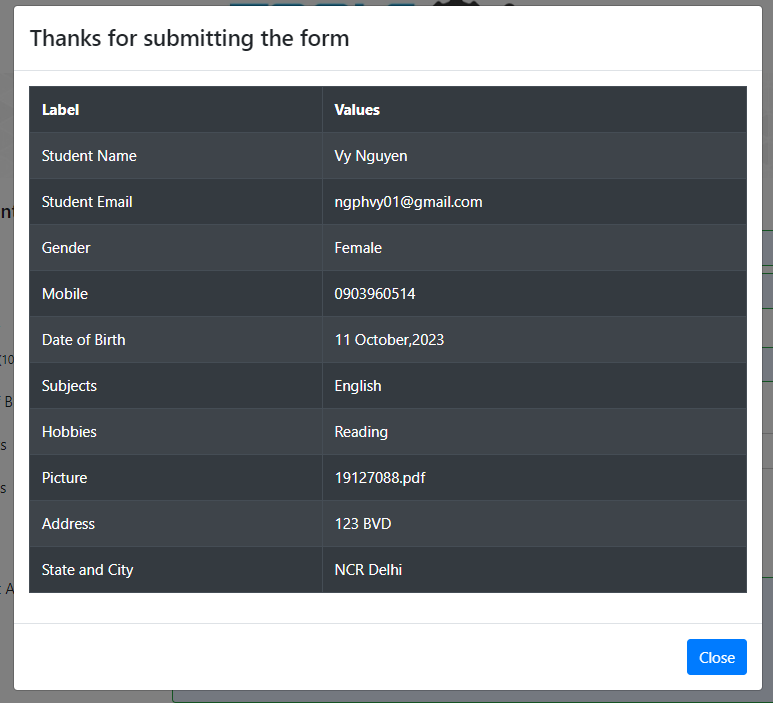 Thanks for submitting the form
Label Values
Student Name Vy Nguyen
Student Email ngphvy01@gmail.com
Gender Female
Mobile 0903960514
Date of Birth 11 October,2023
Subjects English
Hobbies Reading
Picture 19127088.pdf
Address 123 BVD
State and City NCR Delhi
Close